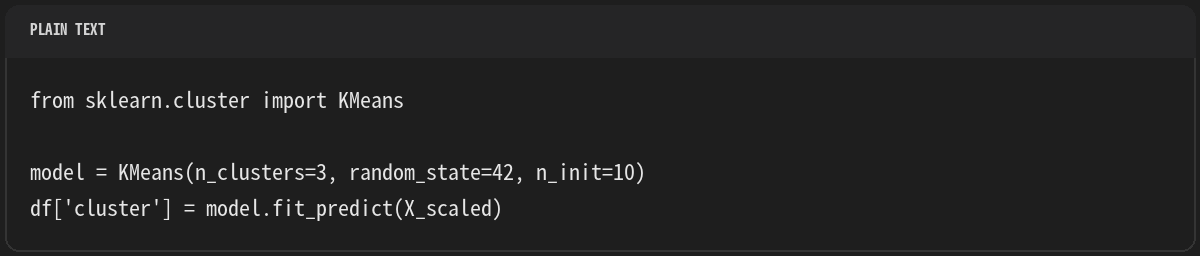 PLAIN TEXT
from sklearn.cluster import KMeans
model = KMeans(n_clusters=3, random_state=42, n_init=10)
df['cluster'] = model.fit_predict(X_scaled)